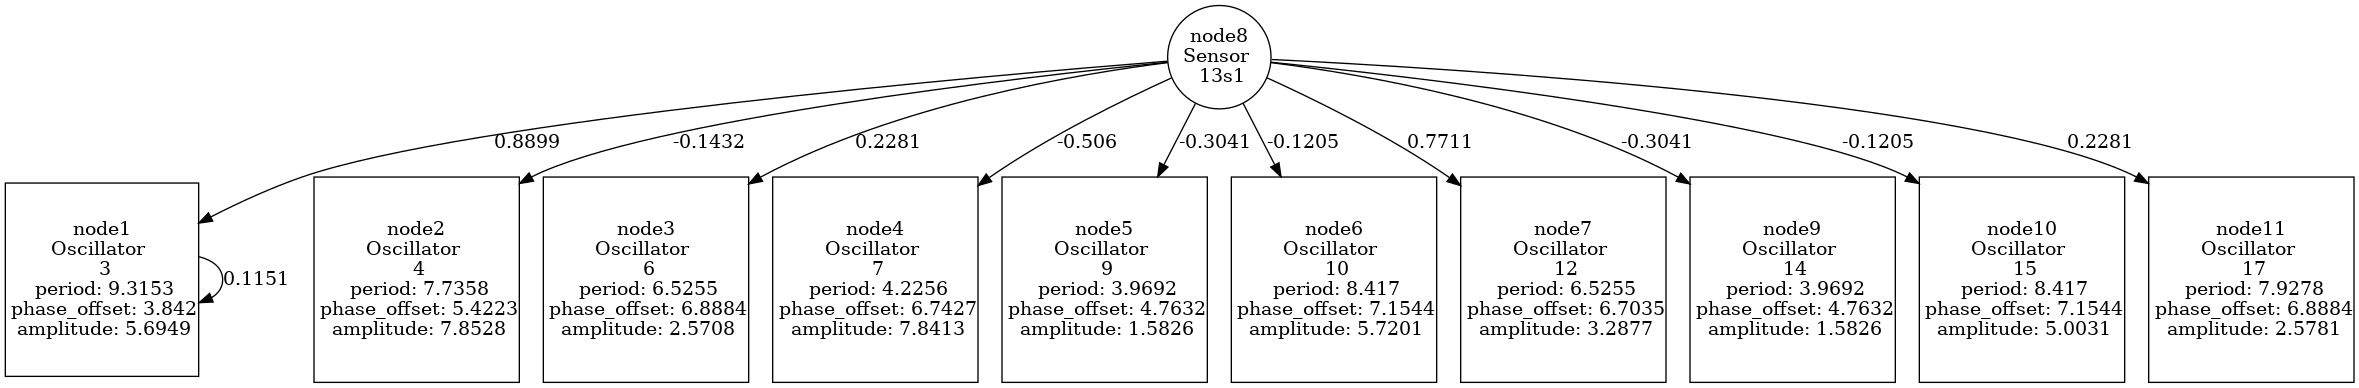 node8
Sensor
13s1
0.8899
-0.1432
0.2281
-0.506
-0.3041
-0.1205
0.7711
-0.3041
-0.1205
0.2281
node1
Oscillator
3
period: 9.3153
phase_offset: 3.842
amplitude: 5.6949
0.1151
node2
Oscillator
4
period: 7.7358
phase_offset: 5.4223
amplitude: 7.8528
node3
Oscillator
6
period: 6.5255
phase_offset: 6.8884
amplitude: 2.5708
node4
Oscillator
7
period: 4.2256
phase_offset: 6.7427
amplitude: 7.8413
node5
Oscillator
9
period: 3.9692
phase_offset: 4.7632
amplitude: 1.5826
node6
Oscillator
10
period: 8.417
phase_offset: 7.1544
amplitude: 5.7201
node7
Oscillator
12
period: 6.5255
phase_offset: 6.7035
amplitude: 3.2877
node9
Oscillator
14
period: 3.9692
phase_offset: 4.7632
amplitude: 1.5826
node10
Oscillator
15
period: 8.417
phase_offset: 7.1544
amplitude: 5.0031
node11
Oscillator
17
period: 7.9278
phase_offset: 6.8884
amplitude: 2.5781